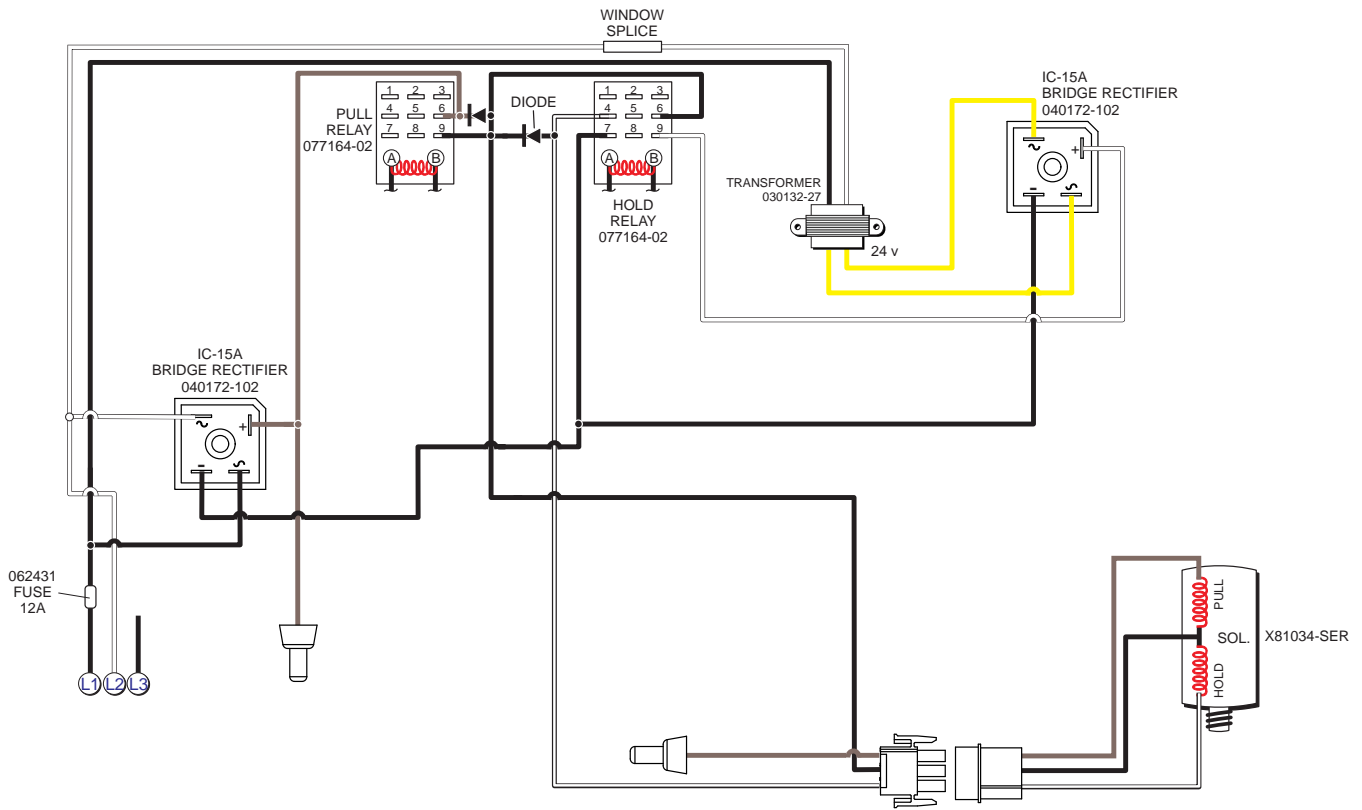 WINDOW
SPLICE
IC-15A
BRIDGE RECTIFIER
040172-102
~
+
-
~
PULL
RELAY
077164-02
1 2 3
4 5 6
7 8 9
A B
DIODE
1 2 3
4 5 6
7 8 9
A B
HOLD
RELAY
077164-02
TRANSFORMER
030132-27
24 v
IC-15A
BRIDGE RECTIFIER
040172-102
~
+
-
~
062431
FUSE
12A
L1 L2 L3
PULL
SOL.
HOLD
X81034-SER